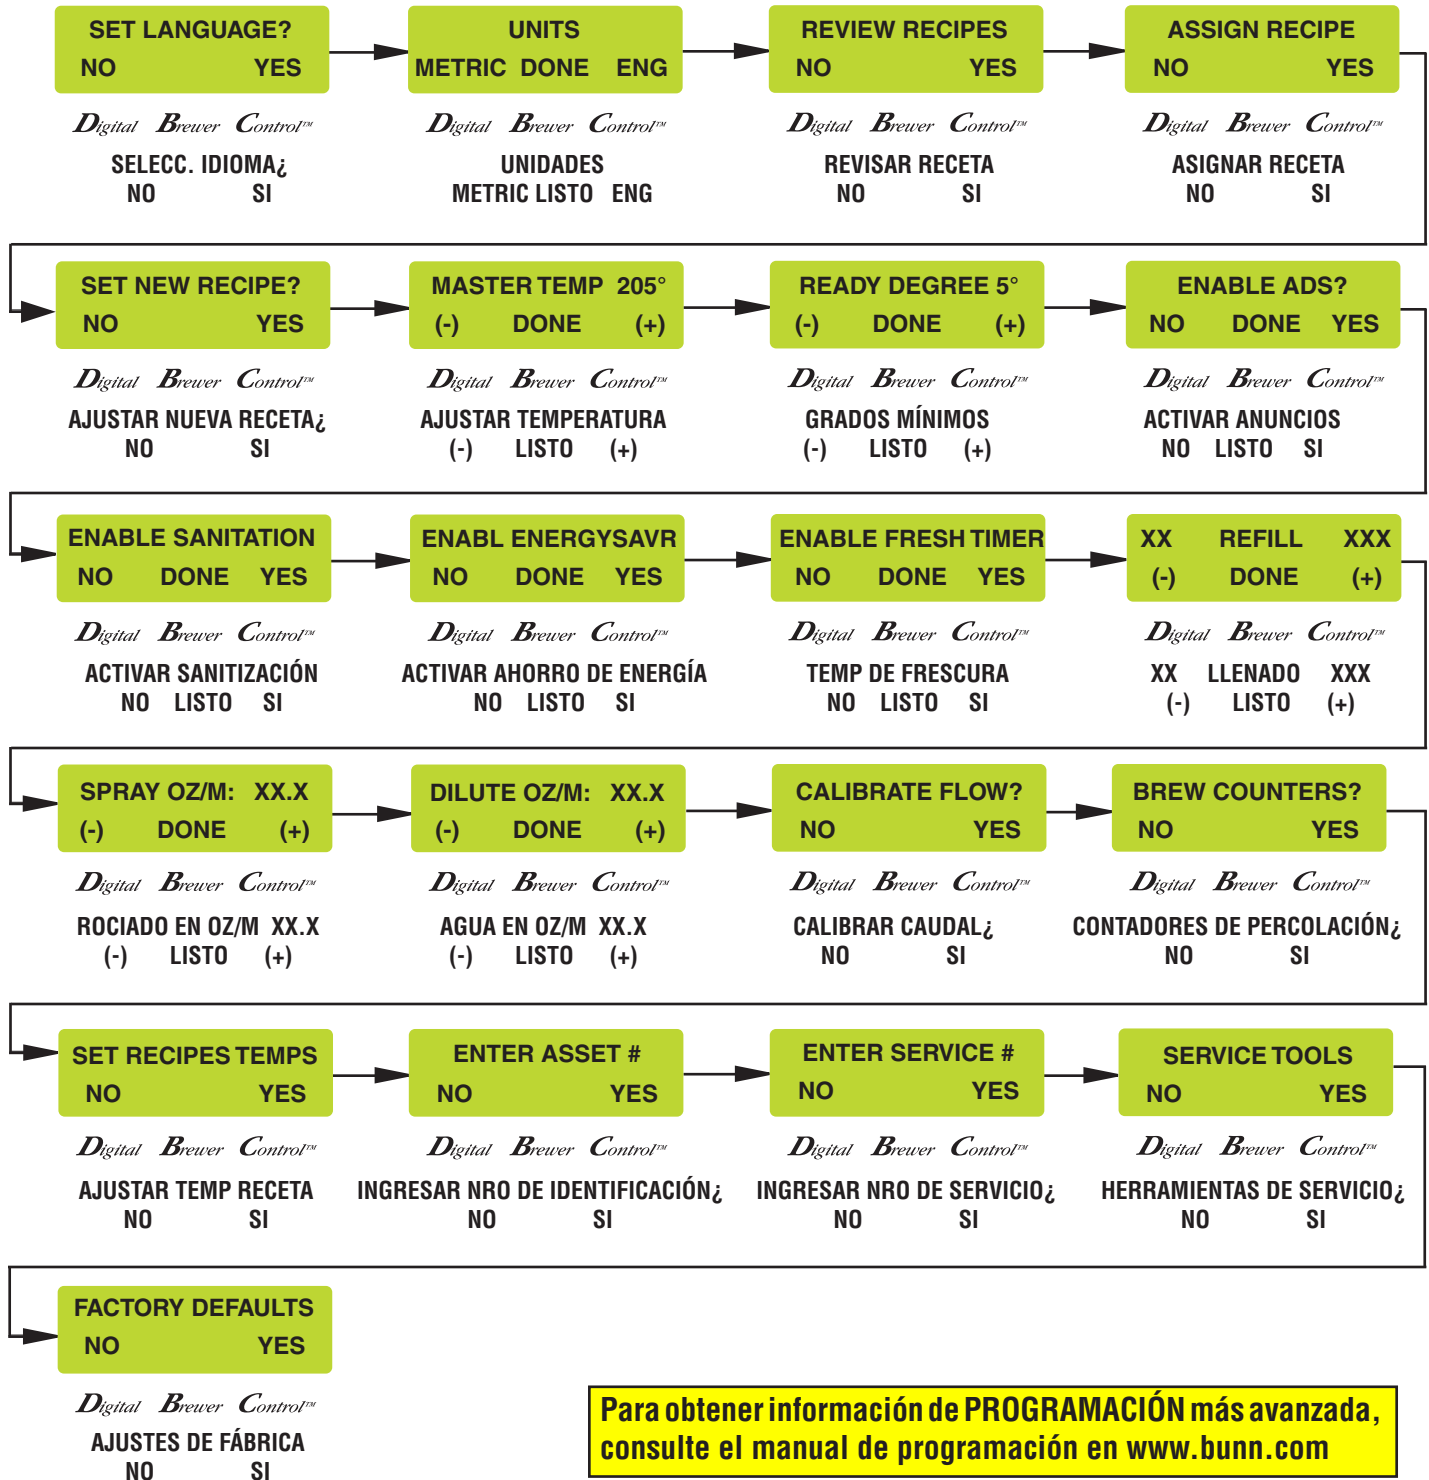 SET LANGUAGE?
NO YES
Digital Brewer Control™
SELECC. IDIOMA¿
NO SI
UNITS
METRIC DONE ENG
Digital Brewer Control™
UNIDADES
METRIC LISTO ENG
REVIEW RECIPES
NO YES
Digital Brewer Control™
REVISAR RECETA
NO SI
ASSIGN RECIPE
NO YES
Digital Brewer Control™
ASIGNAR RECETA
NO SI
SET NEW RECIPE?
NO YES
Digital Brewer Control™
AJUSTAR NUEVA RECETA¿
NO SI
MASTER TEMP 205°
(-) DONE (+)
Digital Brewer Control™
AJUSTAR TEMPERATURA
(-) LISTO (+)
READY DEGREE 5°
(-) DONE (+)
Digital Brewer Control™
GRADOS MÍNIMOS
(-) LISTO (+)
ENABLE ADS?
NO DONE YES
Digital Brewer Control™
ACTIVAR ANUNCIOS
NO LISTO SI
ENABLE SANITATION
NO DONE YES
Digital Brewer Control™
ACTIVAR SANITIZACIÓN
NO LISTO SI
ENABL ENERGYSAVR
NO DONE YES
Digital Brewer Control™
ACTIVAR AHORRO DE ENERGÍA
NO LISTO SI
ENABLE FRESH TIMER
NO DONE YES
Digital Brewer Control™
TEMP DE FRESCURA
NO LISTO SI
XX REFILL XXX
(-) DONE (+)
Digital Brewer Control™
XX LLENADO XXX
(-) LISTO (+)
SPRAY OZ/M: XX.X
(-) DONE (+)
Digital Brewer Control™
ROCIADO EN OZ/M XX.X
(-) LISTO (+)
DILUTE OZ/M: XX.X
(-) DONE (+)
Digital Brewer Control™
AGUA EN OZ/M XX.X
(-) LISTO (+)
CALIBRATE FLOW?
NO YES
Digital Brewer Control™
CALIBRAR CAUDAL¿
NO SI
BREW COUNTERS?
NO YES
Digital Brewer Control™
CONTADORES DE PERCOLACIÓN¿
NO SI
SET RECIPES TEMPS
NO YES
Digital Brewer Control™
AJUSTAR TEMP RECETA
NO SI
ENTER ASSET #
NO YES
Digital Brewer Control™
INGRESAR NRO DE IDENTIFICACIÓN¿
NO SI
ENTER SERVICE #
NO YES
Digital Brewer Control™
INGRESAR NRO DE SERVICIO¿
NO SI
SERVICE TOOLS
NO YES
Digital Brewer Control™
HERRAMIENTAS DE SERVICIO¿
NO SI
FACTORY DEFAULTS
NO YES
Digital Brewer Control™
AJUSTES DE FÁBRICA
NO SI
Para obtener información de PROGRAMACIÓN más avanzada,
consulte el manual de programación en www.bunn.com